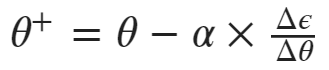 θ⁺ = θ − α × Δϵ/Δθ